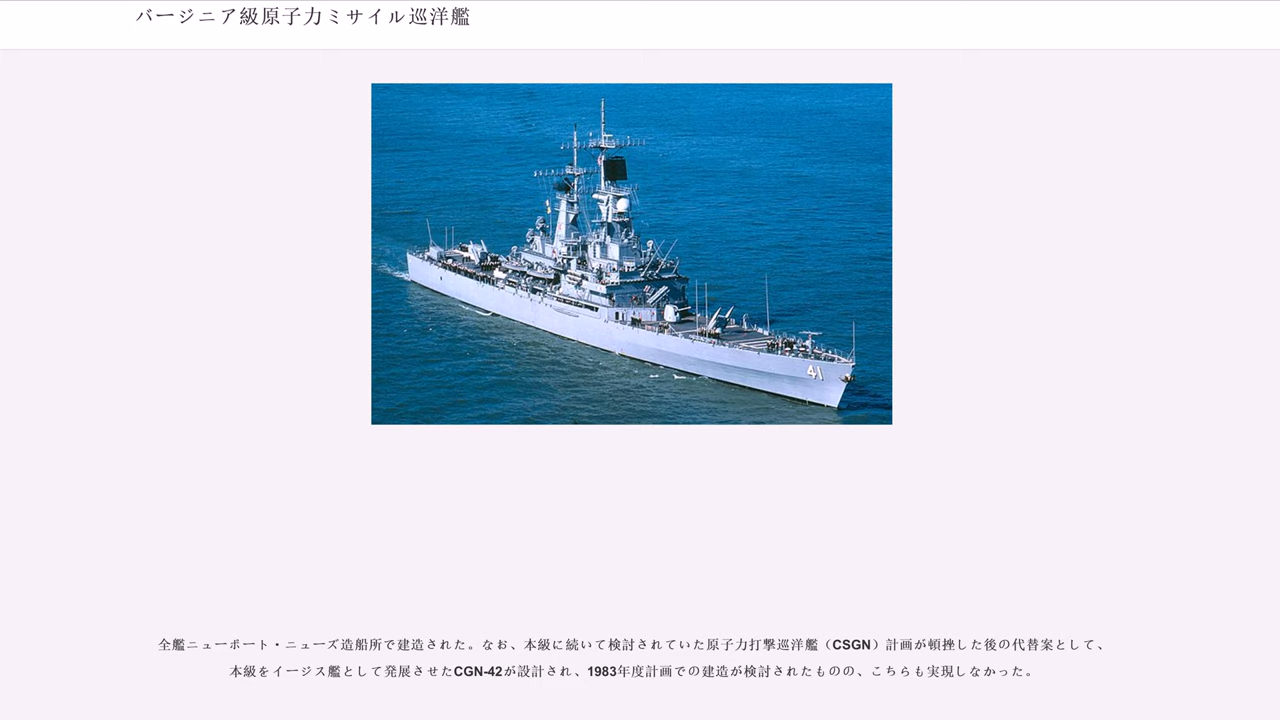 バージニア級原子力ミサイル巡洋艦
41
全艦ニューポート・ニューズ造船所で建造された。なお、本級に続いて検討されていた原子力打撃巡洋艦（CSGN）計画が頓挫した後の代替案として、
本級をイージス艦として発展させたCGN-42が設計され、1983年度計画での建造が検討されたものの、こちらも実現しなかった。